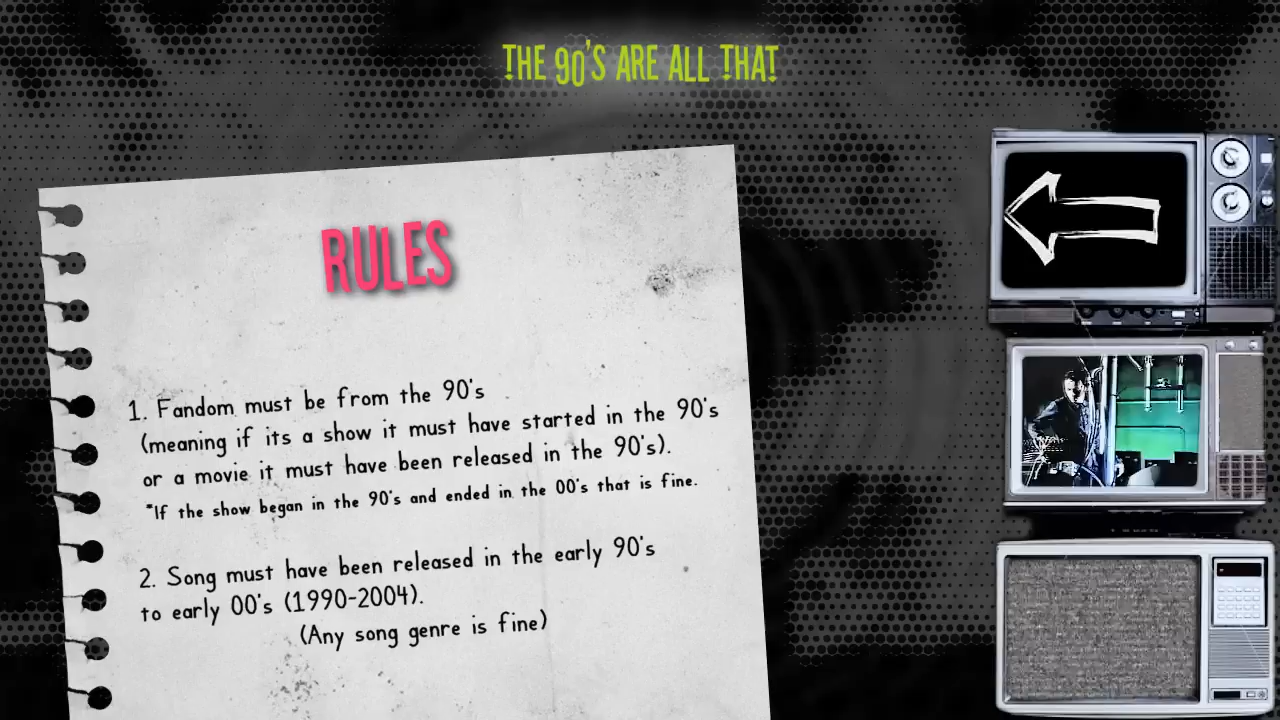 THE 90'S ARE ALL THAT
RULES
1. Fandom must be from the 90's
(meaning if its a show it must have started in the 90's
or a movie it must have been released in the 90's).
*If the show began in the 90's and ended in the 00's that is fine.
2. Song must have been released in the early 90's
to early 00's (1990-2004).
(Any song genre is fine)